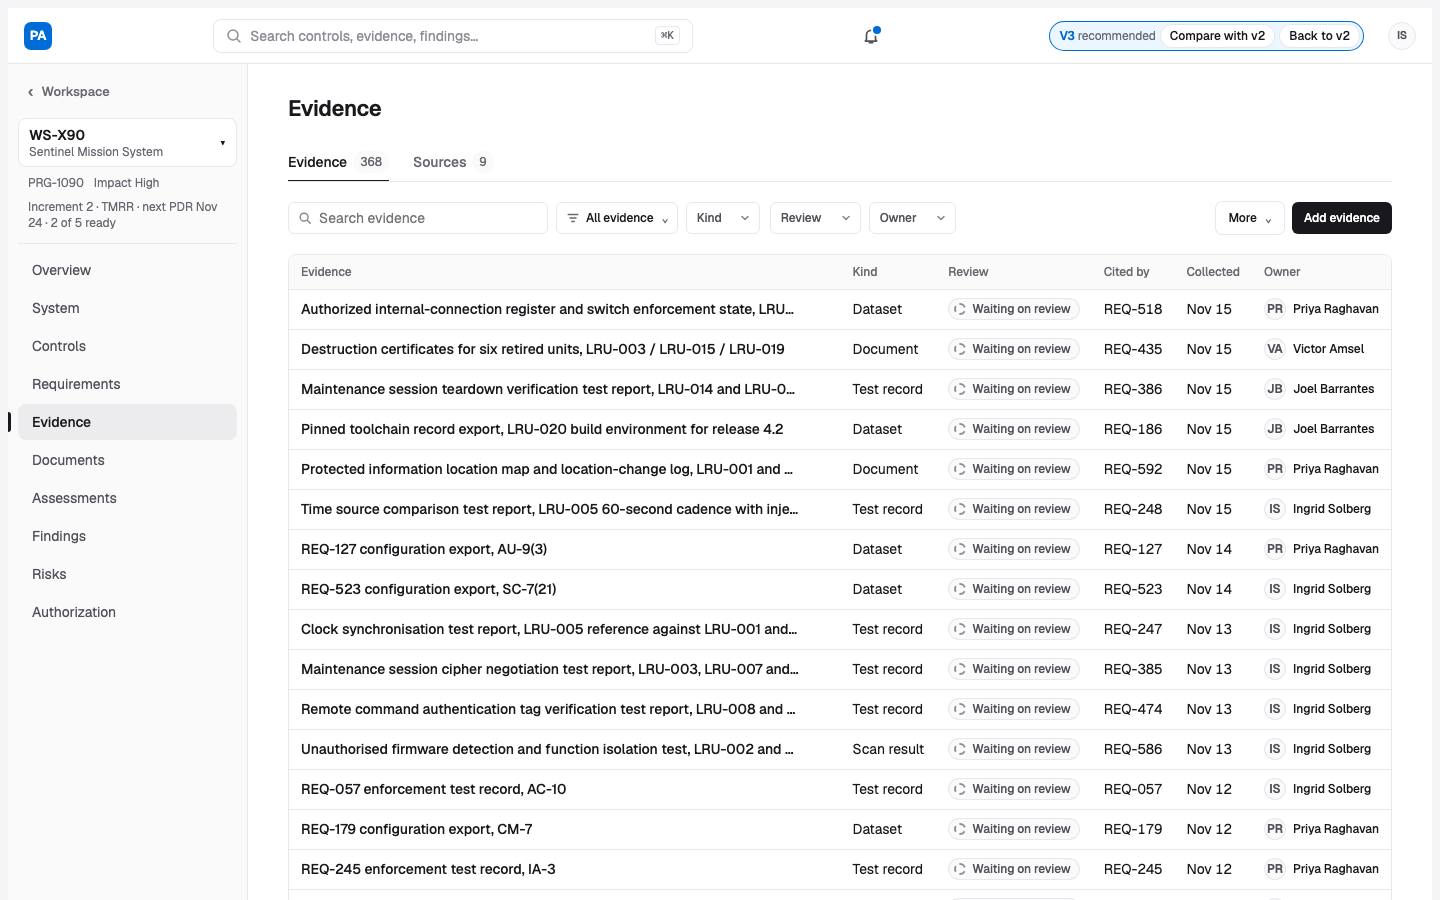 PA
Search controls, evidence, findings...
⌘K
V3 recommended Compare with v2 Back to v2
IS
‹ Workspace
WS-X90
Sentinel Mission System
PRG-1090 Impact High
Increment 2 · TMRR · next PDR Nov
24 · 2 of 5 ready
Overview
System
Controls
Requirements
Evidence
Documents
Assessments
Findings
Risks
Authorization
Evidence
Evidence 368 Sources 9
Search evidence All evidence Kind Review Owner More Add evidence
Evidence Kind Review Cited by Collected Owner
Authorized internal-connection register and switch enforcement state, LRU... Dataset Waiting on review REQ-518 Nov 15 PR Priya Raghavan
Destruction certificates for six retired units, LRU-003 / LRU-015 / LRU-019 Document Waiting on review REQ-435 Nov 15 VA Victor Amsel
Maintenance session teardown verification test report, LRU-014 and LRU-0... Test record Waiting on review REQ-386 Nov 15 JB Joel Barrantes
Pinned toolchain record export, LRU-020 build environment for release 4.2 Dataset Waiting on review REQ-186 Nov 15 JB Joel Barrantes
Protected information location map and location-change log, LRU-001 and ... Document Waiting on review REQ-592 Nov 15 PR Priya Raghavan
Time source comparison test report, LRU-005 60-second cadence with inje... Test record Waiting on review REQ-248 Nov 15 IS Ingrid Solberg
REQ-127 configuration export, AU-9(3) Dataset Waiting on review REQ-127 Nov 14 PR Priya Raghavan
REQ-523 configuration export, SC-7(21) Dataset Waiting on review REQ-523 Nov 14 IS Ingrid Solberg
Clock synchronisation test report, LRU-005 reference against LRU-001 and... Test record Waiting on review REQ-247 Nov 13 IS Ingrid Solberg
Maintenance session cipher negotiation test report, LRU-003, LRU-007 and... Test record Waiting on review REQ-385 Nov 13 IS Ingrid Solberg
Remote command authentication tag verification test report, LRU-008 and ... Test record Waiting on review REQ-474 Nov 13 IS Ingrid Solberg
Unauthorised firmware detection and function isolation test, LRU-002 and ... Scan result Waiting on review REQ-586 Nov 13 IS Ingrid Solberg
REQ-057 enforcement test record, AC-10 Test record Waiting on review REQ-057 Nov 12 IS Ingrid Solberg
REQ-179 configuration export, CM-7 Dataset Waiting on review REQ-179 Nov 12 PR Priya Raghavan
REQ-245 enforcement test record, IA-3 Test record Waiting on review REQ-245 Nov 12 PR Priya Raghavan